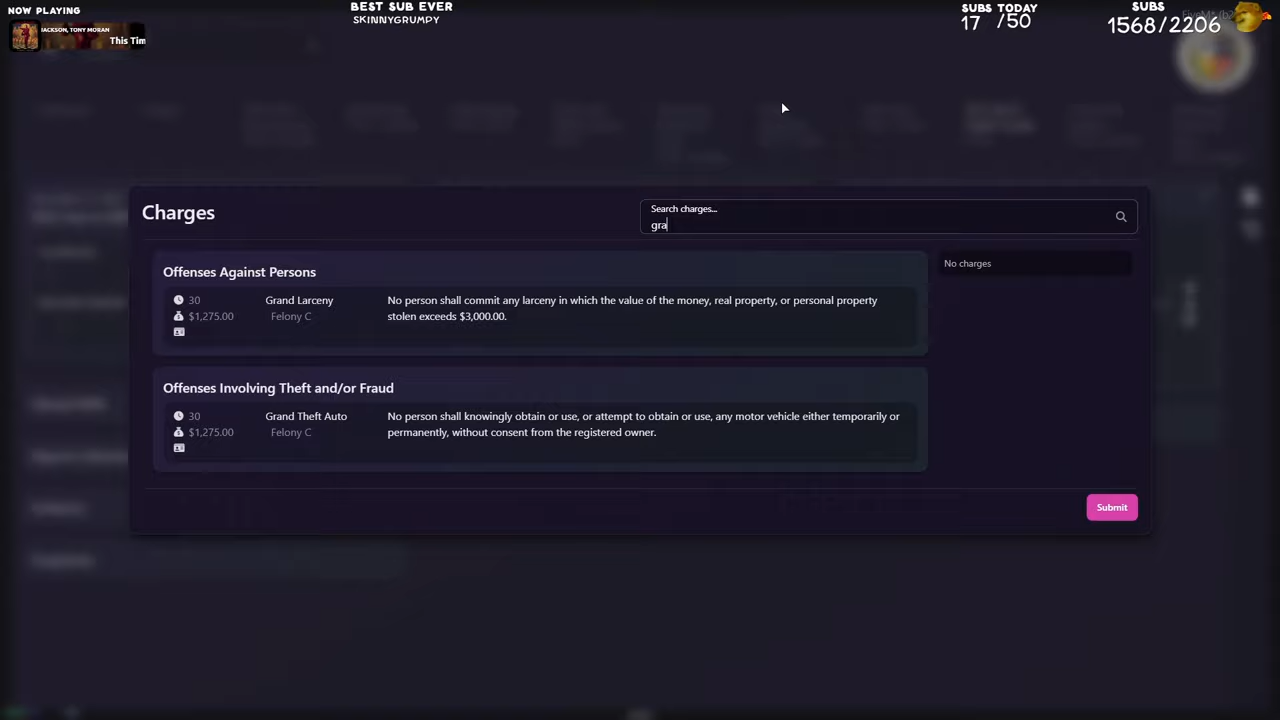 NOW PLAYING
JACKSON, TONY MORAN
This Tim
BEST SUB EVER
SKINNYGRUMPY
SUBS TODAY
17 /50
SUBS
1568/2206
Charges
Search charges...
gra
Offenses Against Persons
30 Grand Larceny No person shall commit any larceny in which the value of the money, real property, or personal property
$1,275.00 Felony C stolen exceeds $3,000.00.
No charges
Offenses Involving Theft and/or Fraud
30 Grand Theft Auto No person shall knowingly obtain or use, or attempt to obtain or use, any motor vehicle either temporarily or
$1,275.00 Felony C permanently, without consent from the registered owner.
Submit